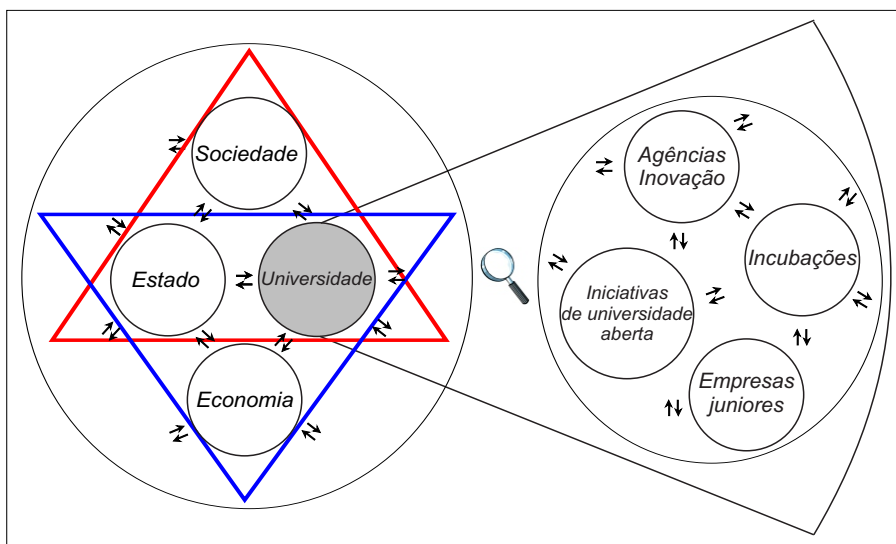 Sociedade
Estado
Universidade
Economia
Agências
Inovação
Incubações
Iniciativas
de universidade
aberta
Empresas
juniores